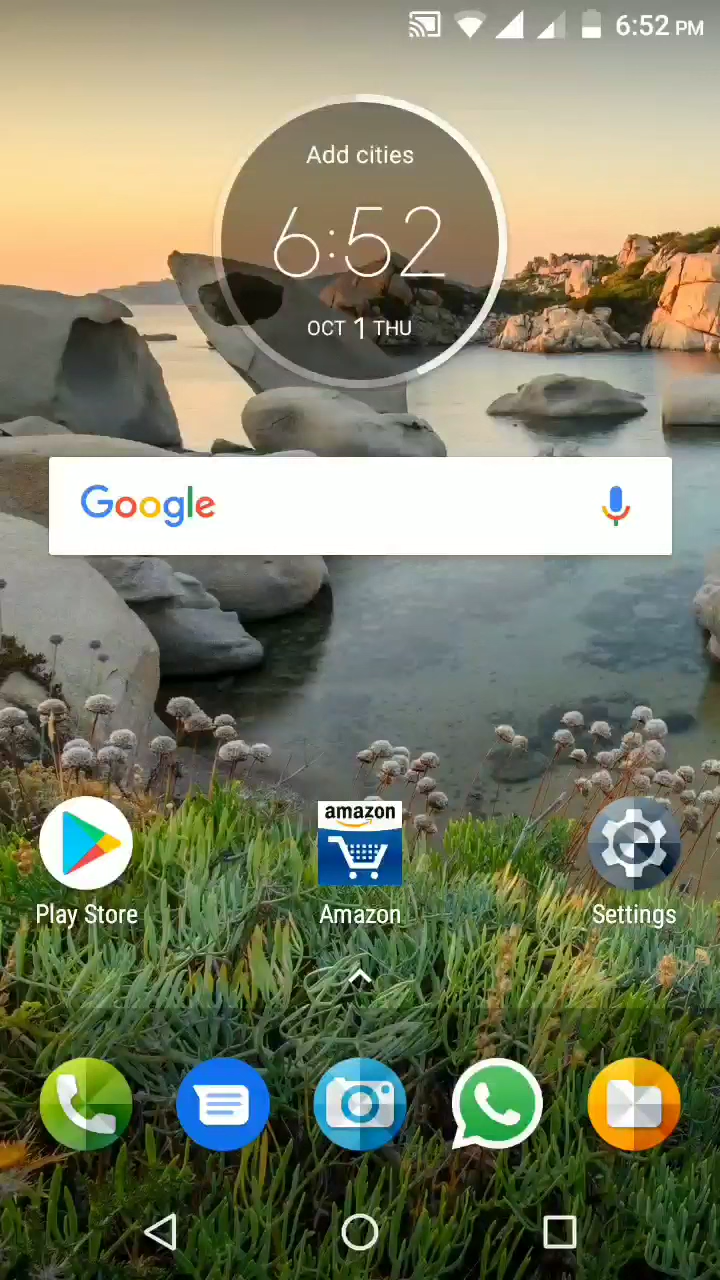 6:52 PM
Add cities
6:52
OCT 1 THU
Google
amazon
Play Store
Amazon
Settings